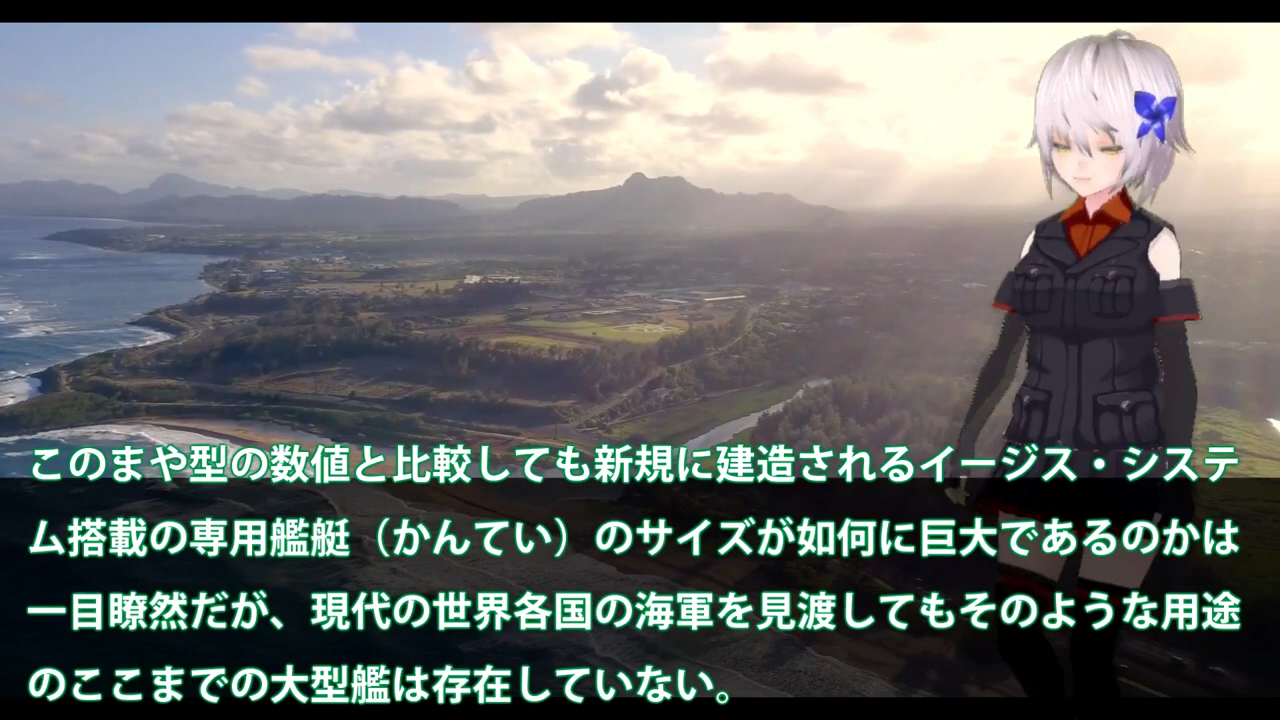 このまや型の数値と比較しても新規に建造されるイージス・システ
ム搭載の専用艦艇（かんてい）のサイズが如何に巨大であるのかは
一目瞭然だが、現代の世界各国の海軍を見渡してもそのような用途
のここまでの大型艦は存在していない。